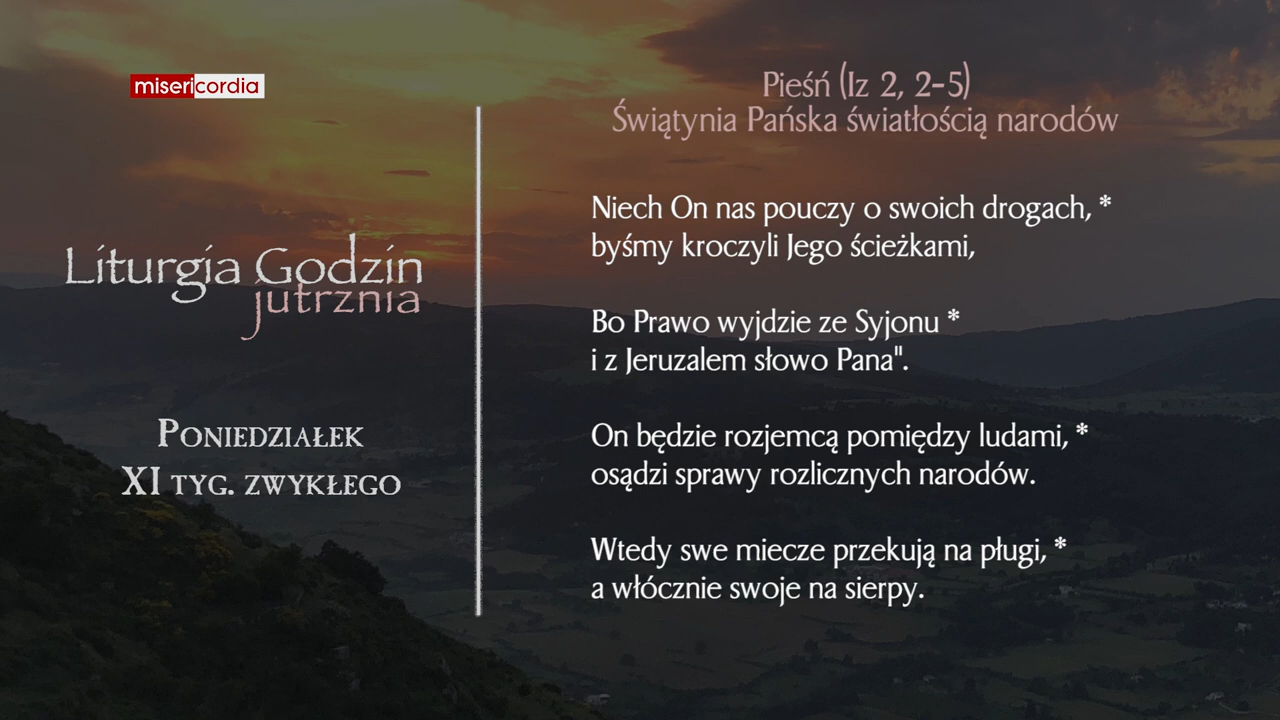 misericordia
Liturgia Godzin
jutrznia
Poniedziałek
XI tyg. zwykłego
Pieśń (Iz 2, 2-5)
Świątynia Pańska światłością narodów
Niech On nas pouczy o swoich drogach, *
byśmy kroczyli Jego ścieżkami,
Bo Prawo wyjdzie ze Syjonu *
i z Jeruzalem słowo Pana".
On będzie rozjemcą pomiędzy ludami, *
osądzi sprawy rozlicznych narodów.
Wtedy swe miecze przekują na pługi, *
a włócznie swoje na sierpy.